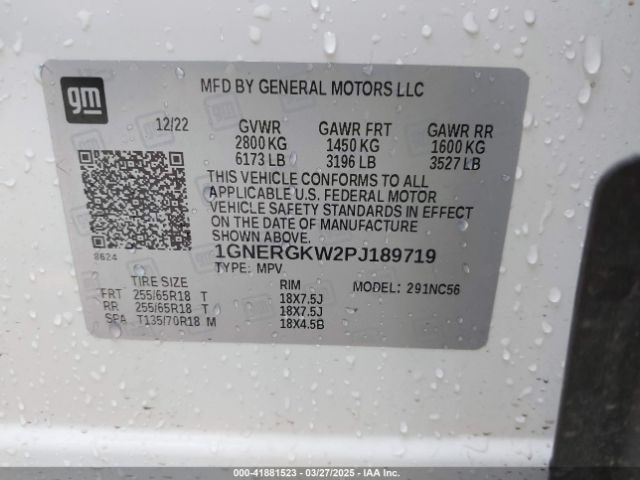 gm
MFD BY GENERAL MOTORS LLC
12/22 GVWR GAWR FRT GAWR RR
2800 KG 1450 KG 1600 KG
6173 LB 3196 LB 3527 LB
THIS VEHICLE CONFORMS TO ALL
APPLICABLE U.S. FEDERAL MOTOR
VEHICLE SAFETY STANDARDS IN EFFECT
ON THE DATE OF MANUFACTURE
SHOWN ABOVE.
8624
1GNERGKW2PJ189719
TYPE: MPV
TIRE SIZE RIM MODEL: 291NC56
FRT 255/65R18 T 18X7.5J
RR 255/65R18 T 18X7.5J
SPA T135/70R18 M 18X4.5B
000-41881523 — 03/27/2025 — IAA Inc.